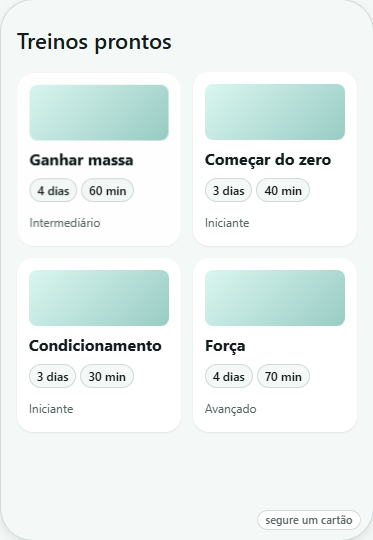 Treinos prontos
Ganhar massa
4 dias
60 min
Intermediário
Começar do zero
3 dias
40 min
Iniciante
Condicionamento
3 dias
30 min
Iniciante
Força
4 dias
70 min
Avançado
segure um cartão